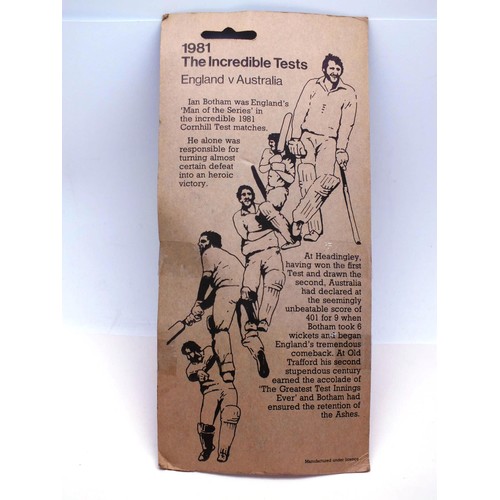 1981
The Incredible Tests
England v Australia
Ian Botham was England's
'Man of the Series' in
the incredible 1981
Cornhill Test matches.
He alone was
responsible for
turning almost
certain defeat
into an heroic
victory.
At Headingley,
having won the first
Test and drawn the
second, Australia
had declared at
the seemingly
unbeatable score of
401 for 9 when
Botham took 6
wickets and began
England's tremendous
comeback. At Old
Trafford his second
stupendous century
earned the accolade of
'The Greatest Test Innings
Ever' and Botham had
ensured the retention of
the Ashes.
Manufactured under licence